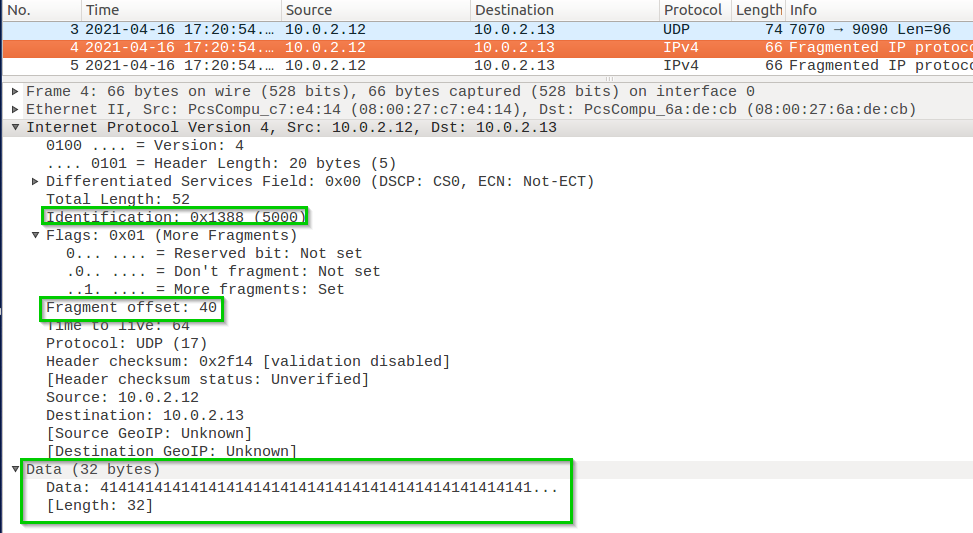 No. Time Source Destination Protocol Length Info
3 2021-04-16 17:20:54.... 10.0.2.12 10.0.2.13 UDP 74 7070 → 9090 Len=96
4 2021-04-16 17:20:54.... 10.0.2.12 10.0.2.13 IPv4 66 Fragmented IP protoco
5 2021-04-16 17:20:54.... 10.0.2.12 10.0.2.13 IPv4 66 Fragmented IP protoco
Frame 4: 66 bytes on wire (528 bits), 66 bytes captured (528 bits) on interface 0
Ethernet II, Src: PcsCompu_c7:e4:14 (08:00:27:c7:e4:14), Dst: PcsCompu_6a:de:cb (08:00:27:6a:de:cb)
Internet Protocol Version 4, Src: 10.0.2.12, Dst: 10.0.2.13
0100 .... = Version: 4
.... 0101 = Header Length: 20 bytes (5)
Differentiated Services Field: 0x00 (DSCP: CS0, ECN: Not-ECT)
Total Length: 52
Identification: 0x1388 (5000)
Flags: 0x01 (More Fragments)
0... .... = Reserved bit: Not set
.0.. .... = Don't fragment: Not set
..1. .... = More fragments: Set
Fragment offset: 40
Time to live: 64
Protocol: UDP (17)
Header checksum: 0x2f14 [validation disabled]
[Header checksum status: Unverified]
Source: 10.0.2.12
Destination: 10.0.2.13
[Source GeoIP: Unknown]
[Destination GeoIP: Unknown]
Data (32 bytes)
Data: 414141414141414141414141414141414141414141414141...
[Length: 32]